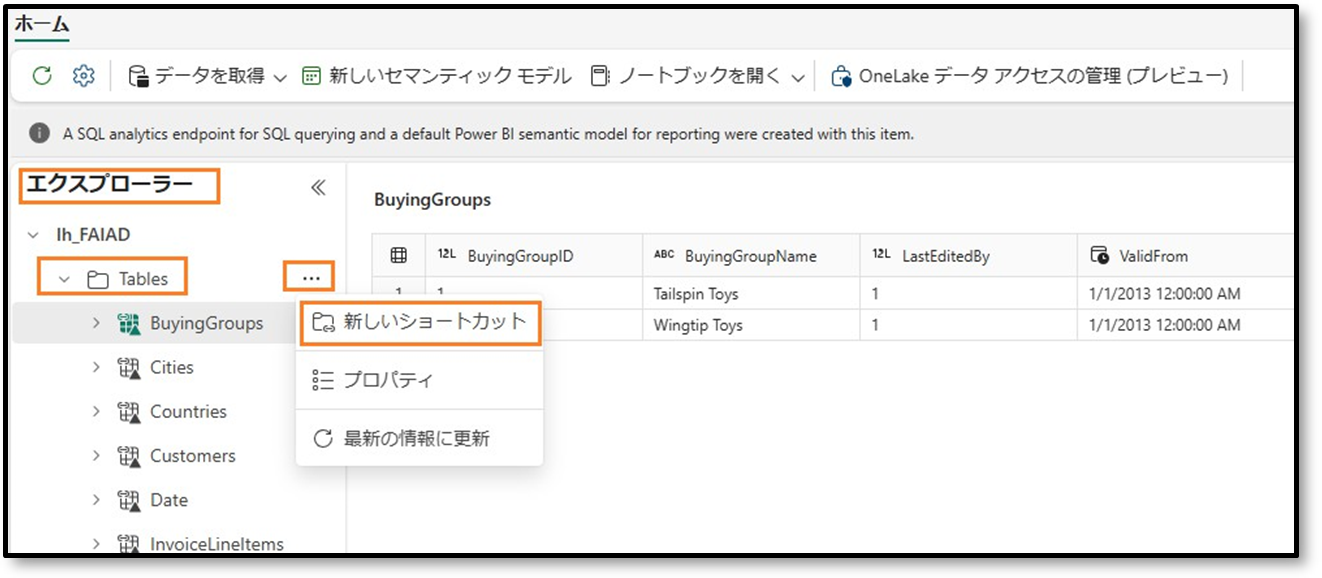 ホーム
データを取得 新しいセマンティック モデル ノートブックを開く OneLake データ アクセスの管理 (プレビュー)
A SQL analytics endpoint for SQL querying and a default Power BI semantic model for reporting were created with this item.
エクスプローラー
lh_FAIAD
Tables ...
BuyingGroups
Cities
Countries
Customers
Date
InvoiceLineItems
新しいショートカット
プロパティ
最新の情報に更新
BuyingGroups
12L BuyingGroupID ABC BuyingGroupName 12L LastEditedBy ValidFrom
1 1 Tailspin Toys 1 1/1/2013 12:00:00 AM
Wingtip Toys 1 1/1/2013 12:00:00 AM